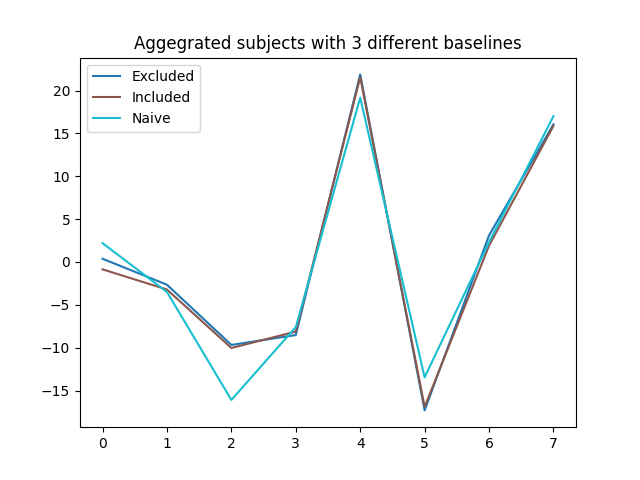 Aggegrated subjects with 3 different baselines
Excluded
Included
Naive
20
15
10
5
0
−5
−10
−15
0 1 2 3 4 5 6 7